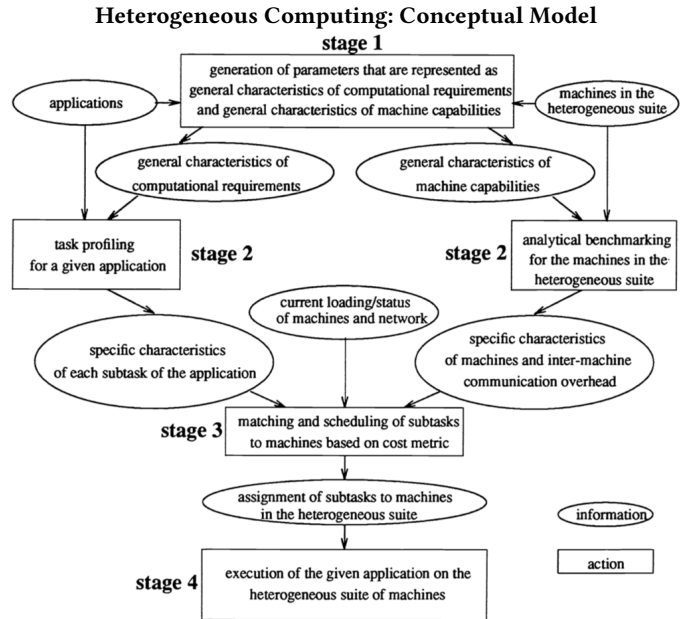 Heterogeneous Computing: Conceptual Model
stage 1
generation of parameters that are represented as
general characteristics of computational requirements
and general characteristics of machine capabilities
applications
machines in the
heterogeneous suite
general characteristics of
computational requirements
general characteristics of
machine capabilities
task profiling
for a given application
stage 2
stage 2
analytical benchmarking
for the machines in the
heterogeneous suite
current loading/status
of machines and network
specific characteristics
of each subtask of the application
specific characteristics
of machines and inter-machine
communication overhead
stage 3
matching and scheduling of subtasks
to machines based on cost metric
assignment of subtasks to machines
in the heterogeneous suite
information
action
stage 4
execution of the given application on the
heterogeneous suite of machines